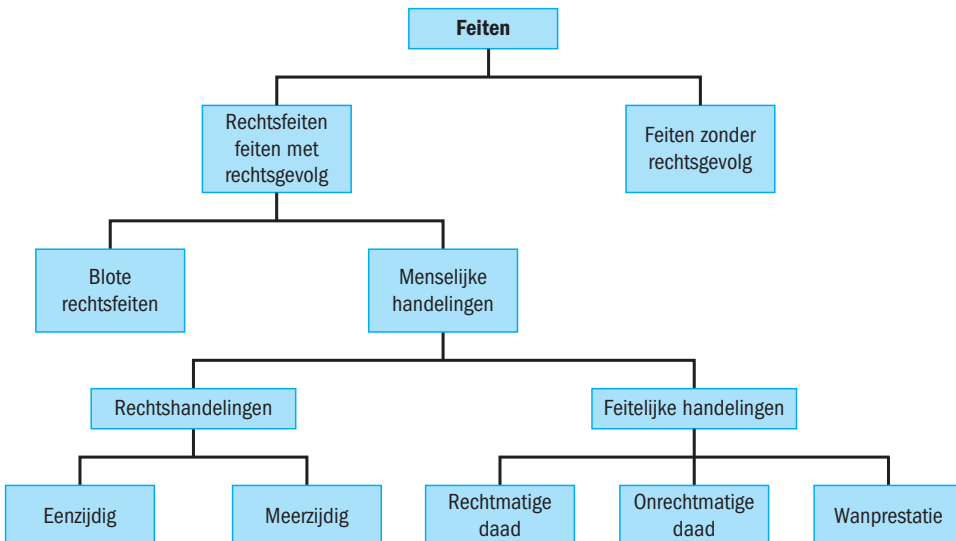 Feiten
Rechtsfeiten
feiten met
rechtsgevolg
Feiten zonder
rechtsgevolg
Blote
rechtsfeiten
Menselijke
handelingen
Rechtshandelingen
Feitelijke handelingen
Eenzijdig
Meerzijdig
Rechtmatige
daad
Onrechtmatige
daad
Wanprestatie